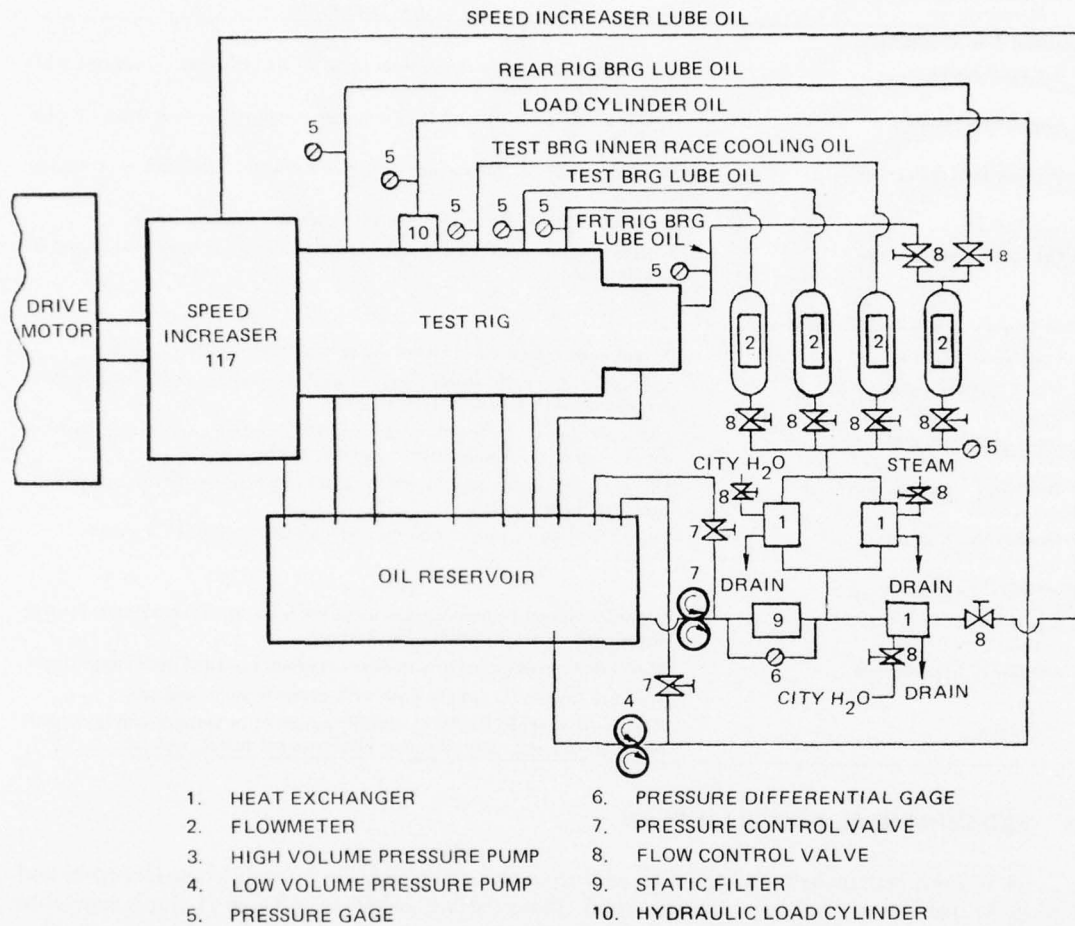 SPEED INCREASER LUBE OIL
REAR RIG BRG LUBE OIL
LOAD CYLINDER OIL
5
TEST BRG INNER RACE COOLING OIL
5
TEST BRG LUBE OIL
5 5 5
FRT RIG BRG
LUBE OIL
10
8 8
5
DRIVE
MOTOR
SPEED
INCREASER
117
TEST RIG
2 2 2 2
8 8 8 8
5
CITY H2O
STEAM
8 8
7
1 1
OIL RESERVOIR
DRAIN DRAIN
7
9
1
8
6
8
7
CITY H2O
DRAIN
4
1. HEAT EXCHANGER
2. FLOWMETER
3. HIGH VOLUME PRESSURE PUMP
4. LOW VOLUME PRESSURE PUMP
5. PRESSURE GAGE
6. PRESSURE DIFFERENTIAL GAGE
7. PRESSURE CONTROL VALVE
8. FLOW CONTROL VALVE
9. STATIC FILTER
10. HYDRAULIC LOAD CYLINDER